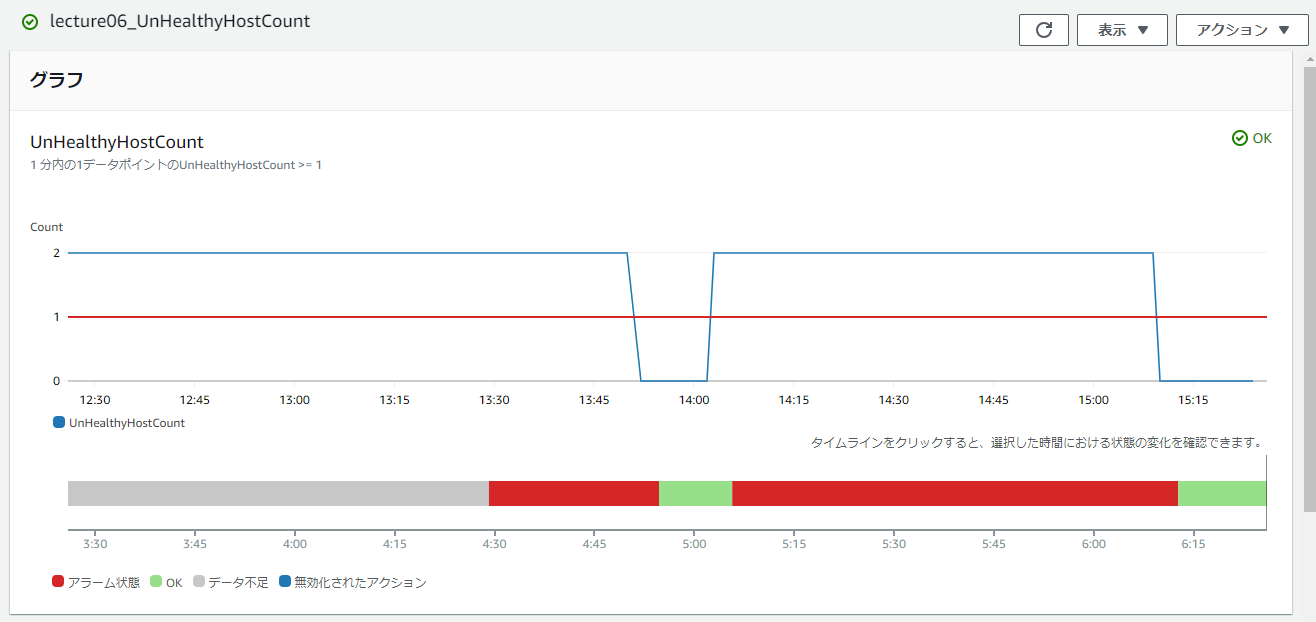 lecture06_UnHealthyHostCount
表示 ▼
アクション ▼
グラフ
UnHealthyHostCount
OK
1 分内の1データポイントのUnHealthyHostCount >= 1
Count
2
1
0
12:30 12:45 13:00 13:15 13:30 13:45 14:00 14:15 14:30 14:45 15:00 15:15
UnHealthyHostCount
タイムラインをクリックすると、選択した時間における状態の変化を確認できます。
3:30 3:45 4:00 4:15 4:30 4:45 5:00 5:15 5:30 5:45 6:00 6:15
アラーム状態 OK データ不足 無効化されたアクション